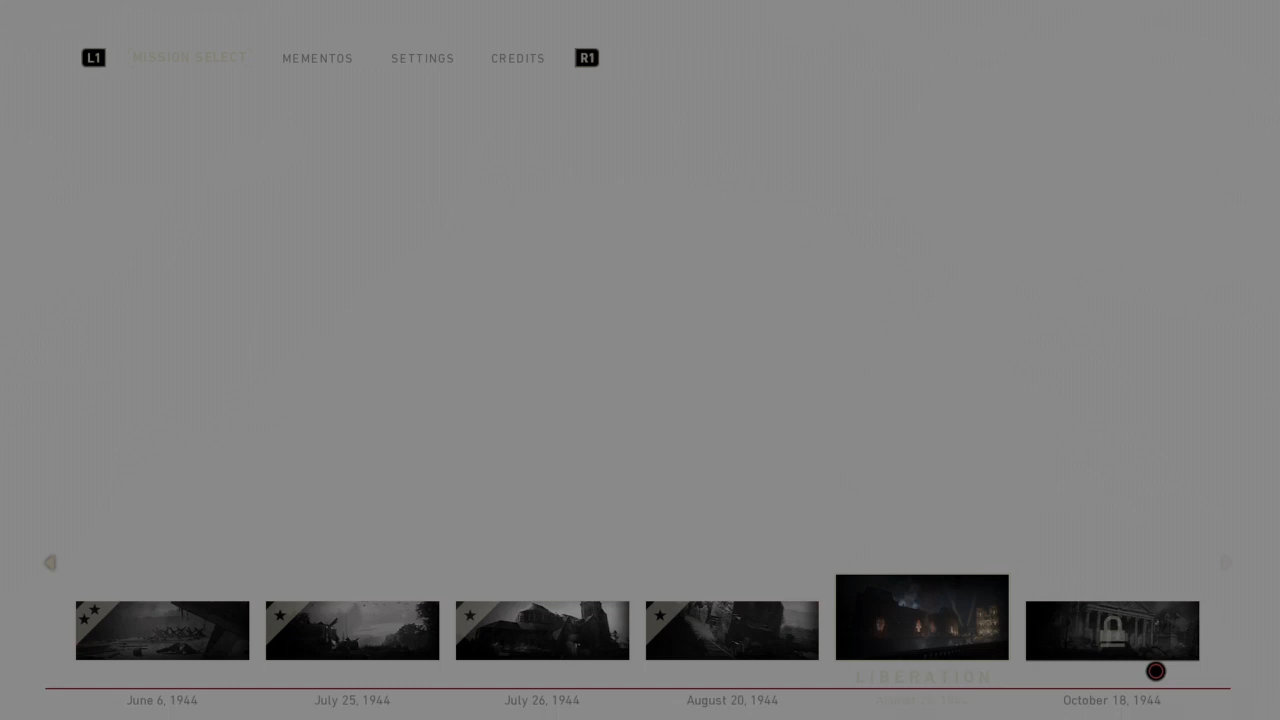 L1 MISSION SELECT MEMENTOS SETTINGS CREDITS R1
LIBERATION
June 6, 1944 July 25, 1944 July 26, 1944 August 20, 1944 October 18, 1944